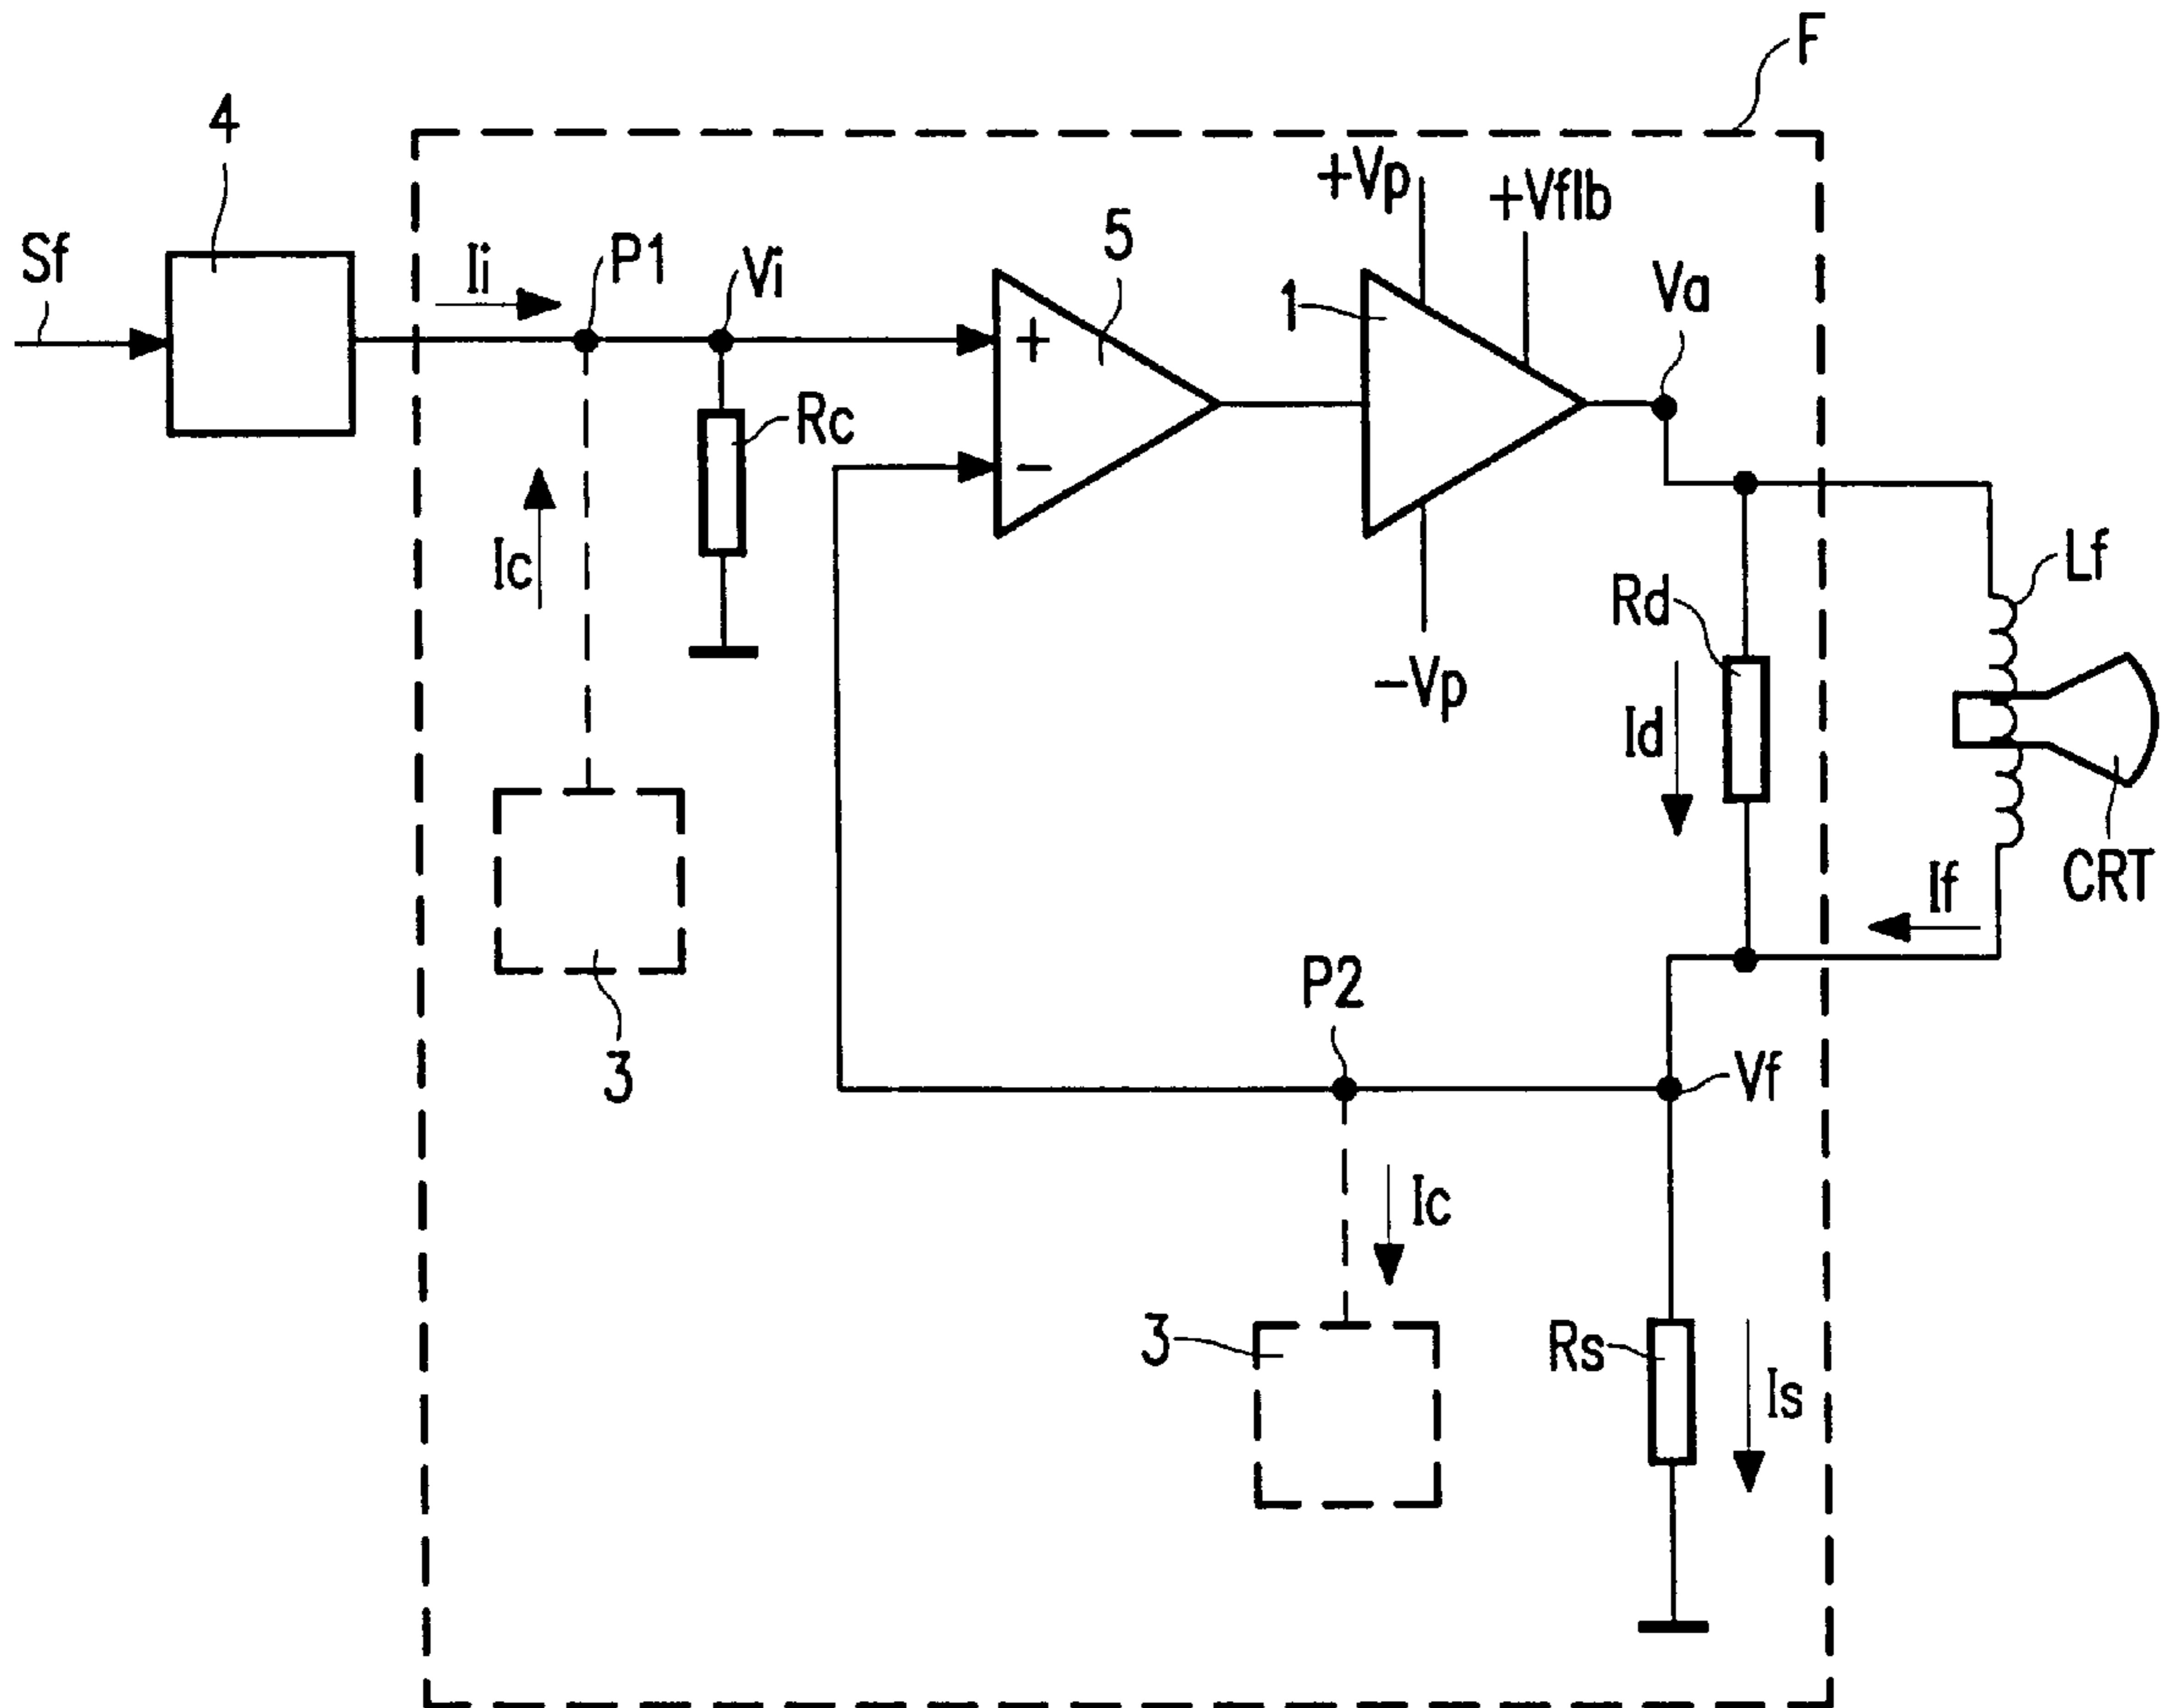 F
4
+Vp
+Vflb
5
Sf
Ii
P1
Vi
1
Va
+
Rc
−
Ic
Lf
Rd
−Vp
Id
If
CRT
P2
3
Vf
Ic
3
Rs
Is